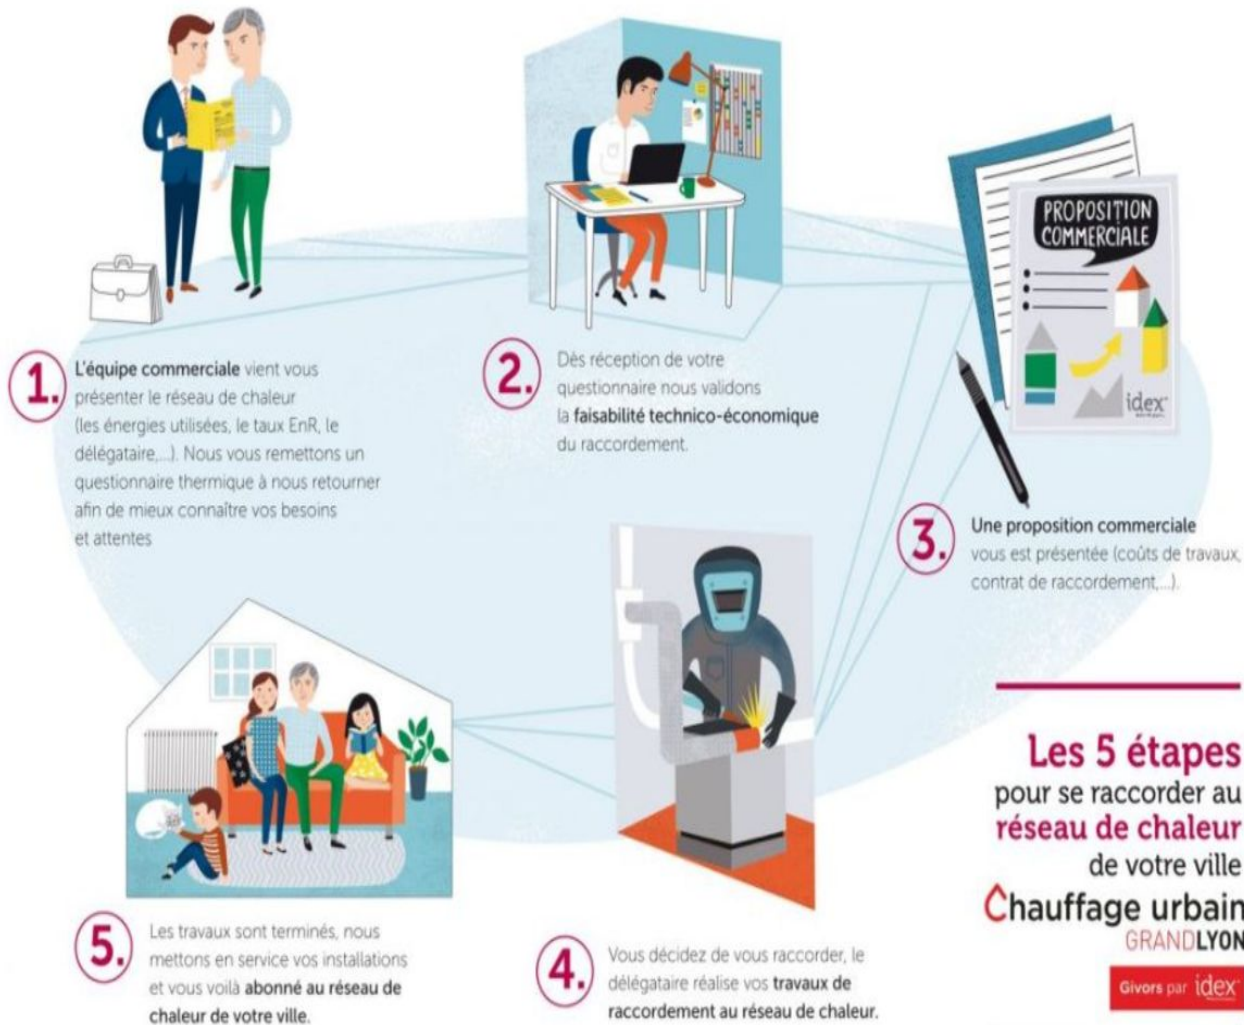 1.
L'équipe commerciale vient vous
présenter le réseau de chaleur
(les énergies utilisées, le taux EnR, le
délégataire,...). Nous vous remettons un
questionnaire thermique à nous retourner
afin de mieux connaître vos besoins
et attentes
2.
Dès réception de votre
questionnaire nous validons
la faisabilité technico-économique
du raccordement.
PROPOSITION
COMMERCIALE
idex
3.
Une proposition commerciale
vous est présentée (coûts de travaux,
contrat de raccordement,...).
4.
Vous décidez de vous raccorder, le
délégataire réalise vos travaux de
raccordement au réseau de chaleur.
5.
Les travaux sont terminés, nous
mettons en service vos installations
et vous voilà abonné au réseau de
chaleur de votre ville.
Les 5 étapes
pour se raccorder au
réseau de chaleur
de votre ville
Chauffage urbain
GRANDLYON
Givors par idex